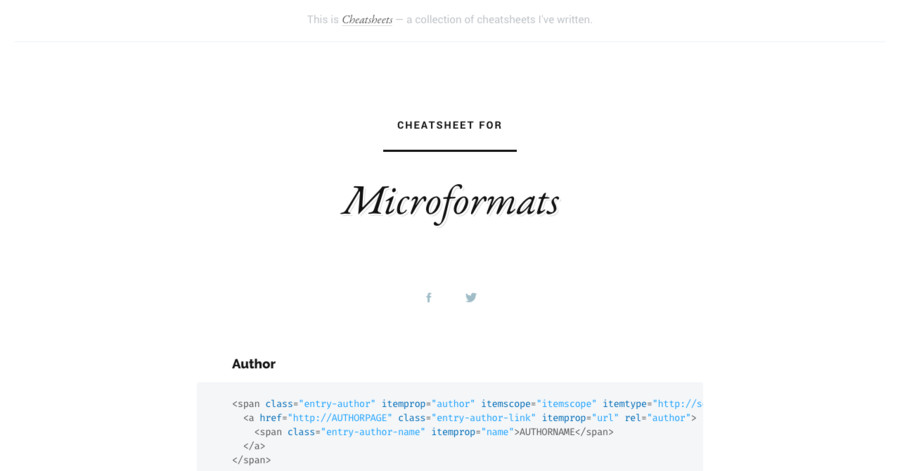 This is Cheatsheets — a collection of cheatsheets I've written.
CHEATSHEET FOR
Microformats
Author
<span class="entry-author" itemprop="author" itemscope="itemscope" itemtype="http://s
<a href="http://AUTHORPAGE" class="entry-author-link" itemprop="url" rel="author">
<span class="entry-author-name" itemprop="name">AUTHORNAME</span>
</a>
</span>